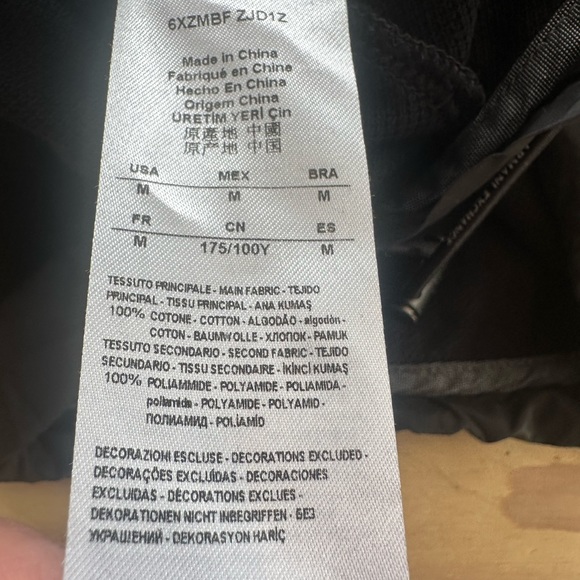 6XZMBF ZJD1Z
Made in China
Fabriqué en Chine
Hecho En China
Origem China
ÜRETİM YERİ Çin
原產地 中國
原产地 中国
USA MEX BRA
M M M
FR CN ES
M 175/100Y M
TESSUTO PRINCIPALE - MAIN FABRIC - TEJIDO
PRINCIPAL - TISSU PRINCIPAL - ANA KUMAŞ
100% COTONE - COTTON - ALGODÃO - algodón -
COTON - BAUMWOLLE - ХЛОПОК - PAMUK
TESSUTO SECONDARIO - SECOND FABRIC - TEJIDO
SECUNDARIO - TISSU SECONDAIRE - İKİNCİ KUMAŞ
100% POLIAMMIDE - POLYAMIDE - POLIAMIDA -
poliamida - POLYAMIDE - POLYAMID -
ПОЛИАМИД - POLİAMİD
DECORAZIONI ESCLUSE - DECORATIONS EXCLUDED -
DECORAÇÕES EXCLUÍDAS - DECORACIONES
EXCLUIDAS - DÉCORATIONS EXCLUES -
DEKORATIONEN NICHT INBEGRIFFEN - БЕЗ
УКРАШЕНИЙ - DEKORASYON HARİÇ